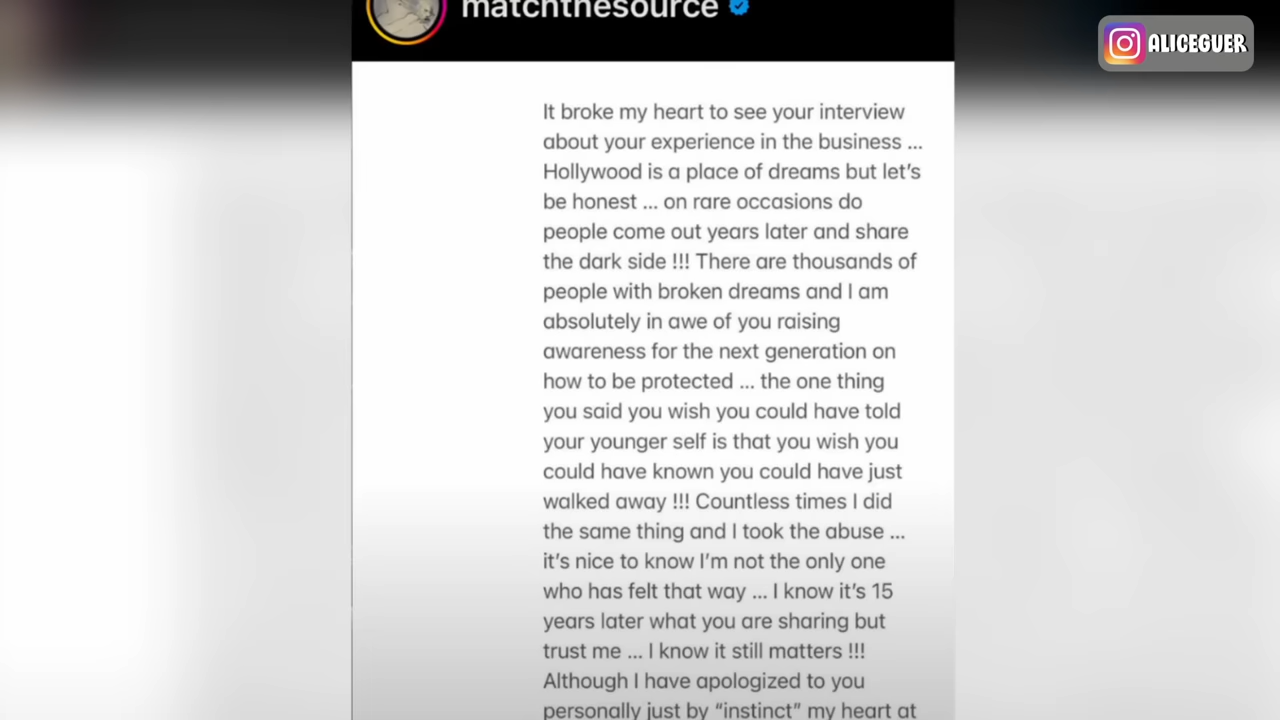 matchthesource
ALICEGUER
It broke my heart to see your interview
about your experience in the business ...
Hollywood is a place of dreams but let's
be honest ... on rare occasions do
people come out years later and share
the dark side !!! There are thousands of
people with broken dreams and I am
absolutely in awe of you raising
awareness for the next generation on
how to be protected ... the one thing
you said you wish you could have told
your younger self is that you wish you
could have known you could have just
walked away !!! Countless times I did
the same thing and I took the abuse ...
it's nice to know I'm not the only one
who has felt that way ... I know it's 15
years later what you are sharing but
trust me ... I know it still matters !!!
Although I have apologized to you
personally just by “instinct” my heart at